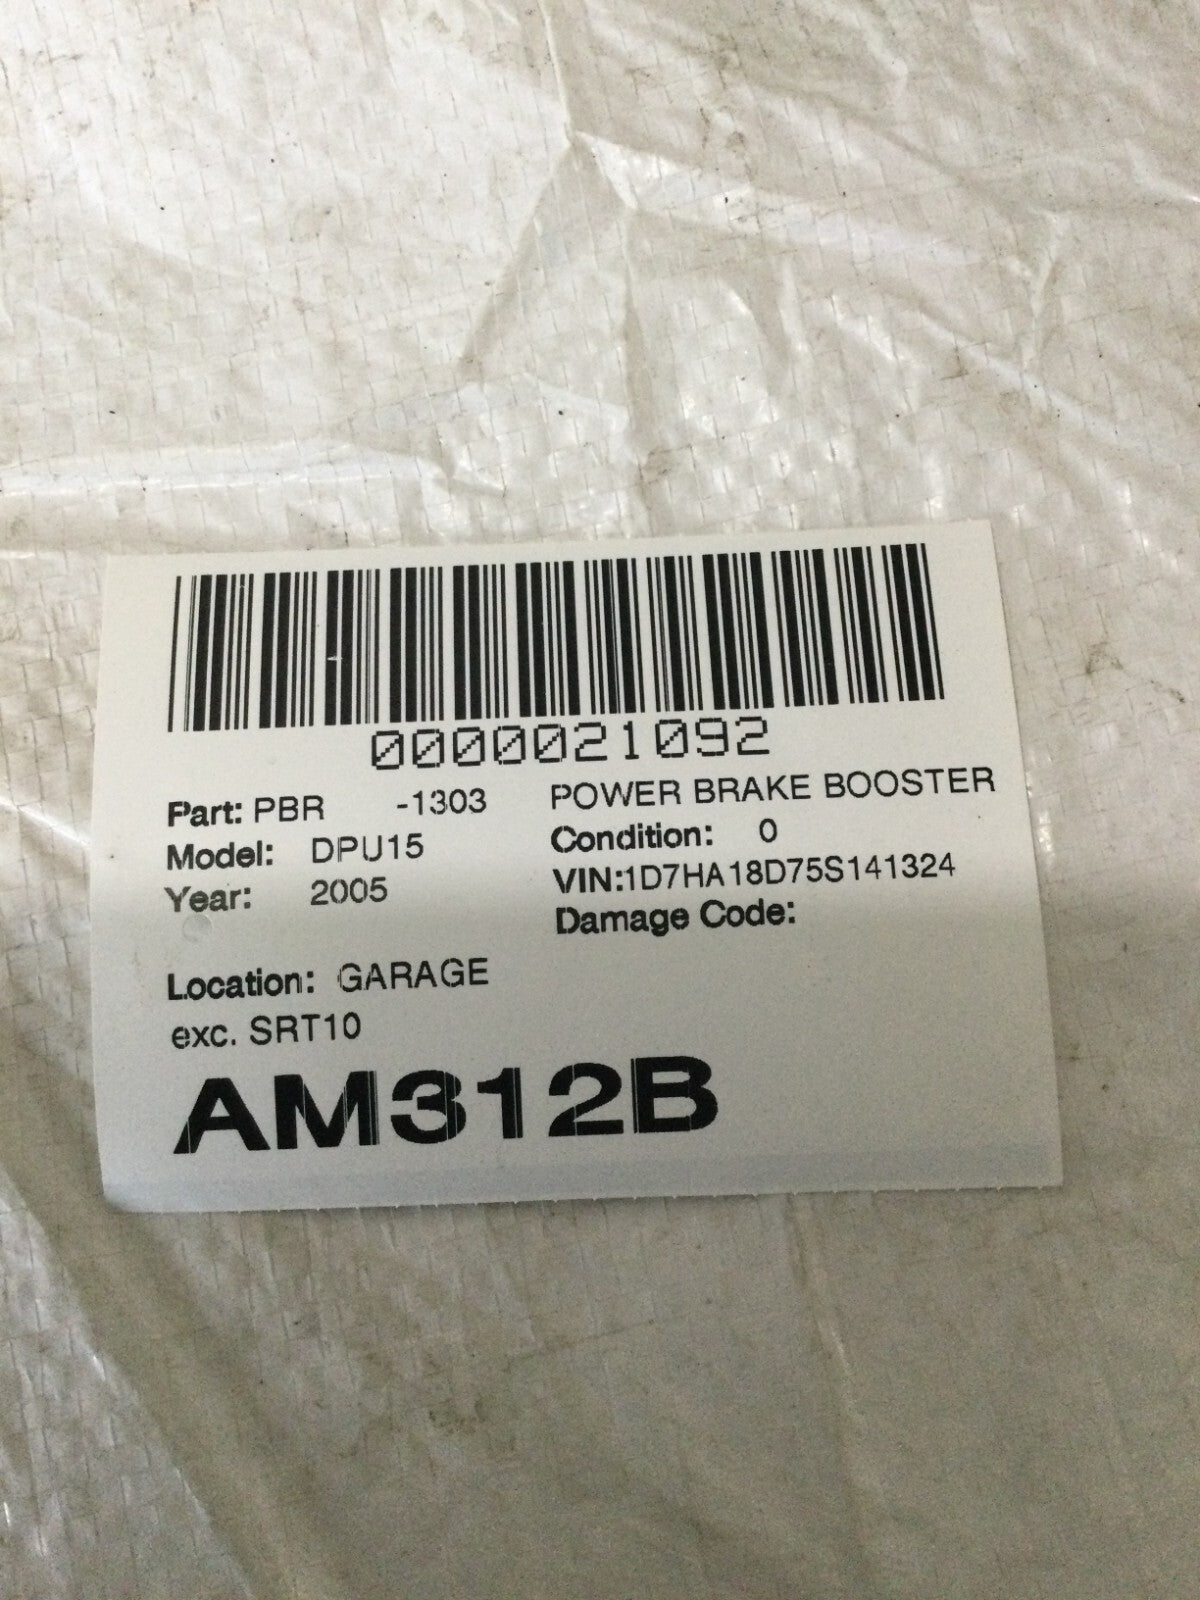 0000021092
Part: PBR -1303 POWER BRAKE BOOSTER
Model: DPU15 Condition: 0
Year: 2005 VIN:1D7HA18D75S141324
Damage Code:
Location: GARAGE
exc. SRT10
AM312B